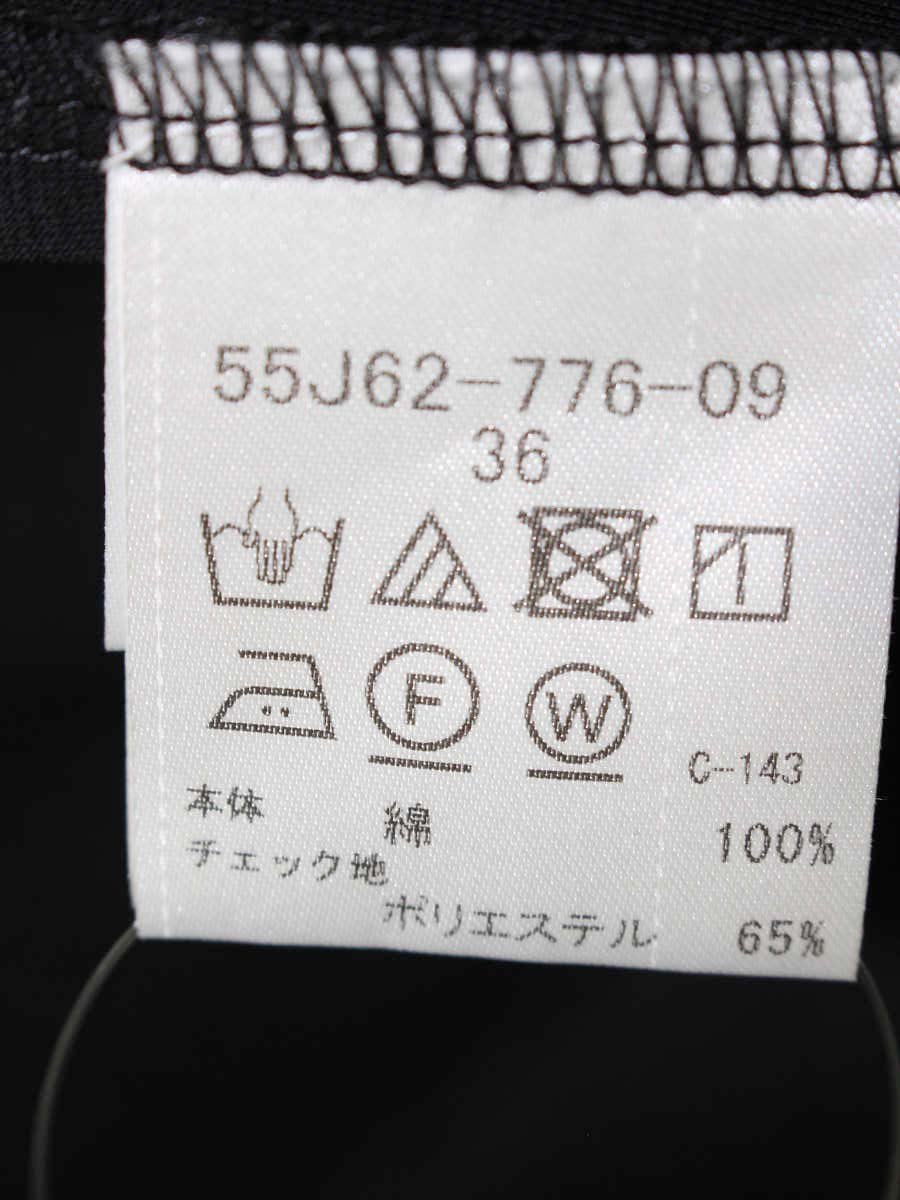 55J62-776-09
36
F W C-143
本体 綿 100%
チェック地
ポリエステル 65%